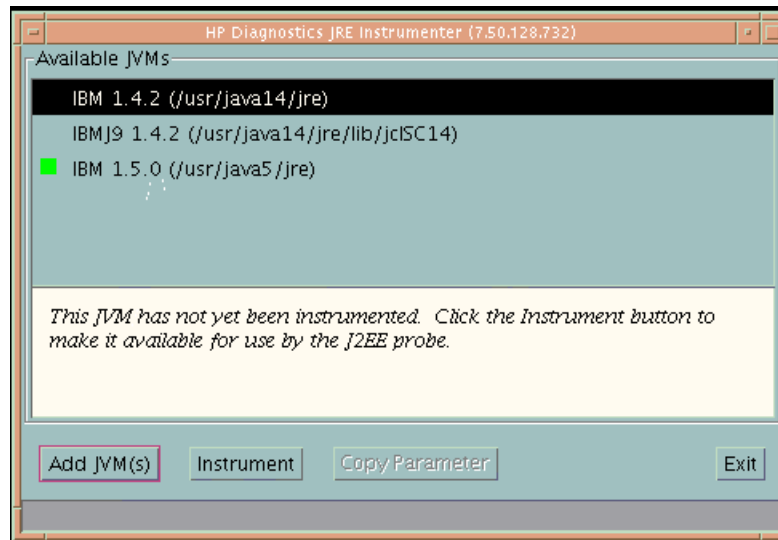 HP Diagnostics JRE Instrumenter (7.50.128.732)
Available JVMs
IBM 1.4.2 (/usr/java14/jre)
IBMJ9 1.4.2 (/usr/java14/jre/lib/jclSC14)
IBM 1.5.0 (/usr/java5/jre)
This JVM has not yet been instrumented. Click the Instrument button to
make it available for use by the J2EE probe.
Add JVM(s) Instrument Copy Parameter Exit